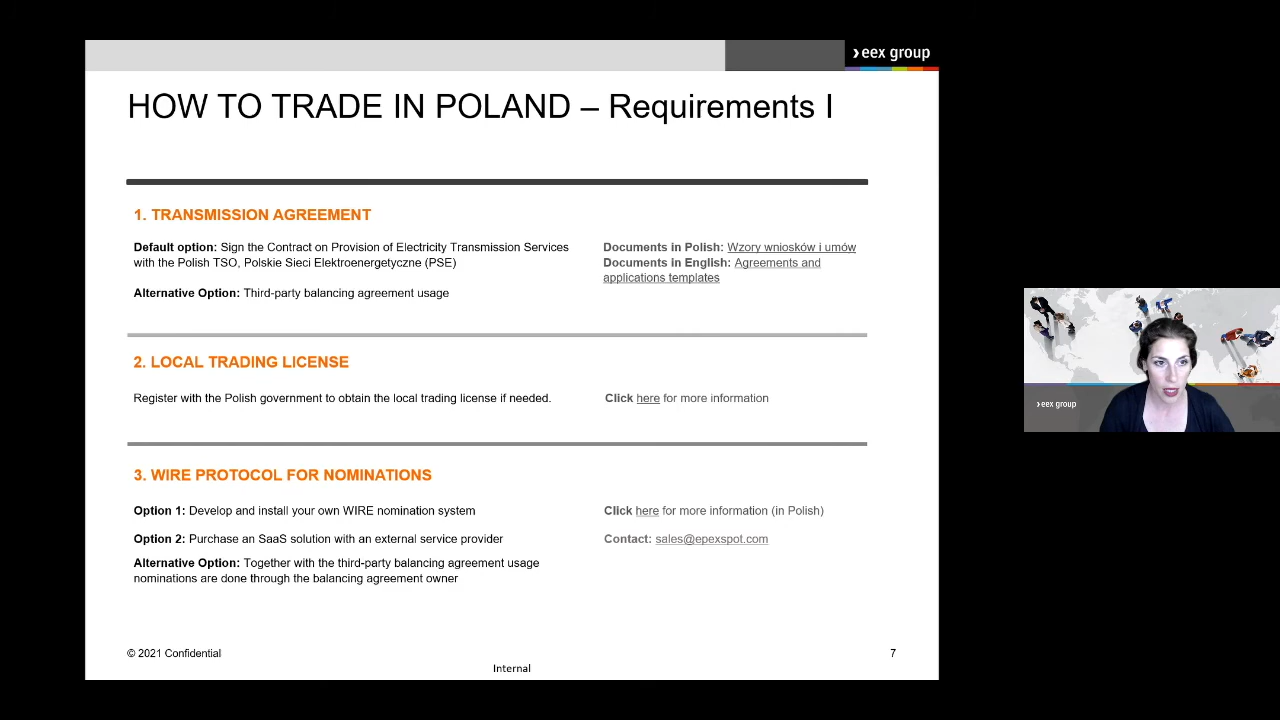 eex group
HOW TO TRADE IN POLAND – Requirements I
1. TRANSMISSION AGREEMENT
Default option: Sign the Contract on Provision of Electricity Transmission Services
with the Polish TSO, Polskie Sieci Elektroenergetyczne (PSE)
Alternative Option: Third-party balancing agreement usage
Documents in Polish: Wzory wniosków i umów
Documents in English: Agreements and
applications templates
2. LOCAL TRADING LICENSE
Register with the Polish government to obtain the local trading license if needed.
Click here for more information
3. WIRE PROTOCOL FOR NOMINATIONS
Option 1: Develop and install your own WIRE nomination system
Click here for more information (in Polish)
Option 2: Purchase an SaaS solution with an external service provider
Contact: sales@epexspot.com
Alternative Option: Together with the third-party balancing agreement usage
nominations are done through the balancing agreement owner
© 2021 Confidential
7
Internal
eex group